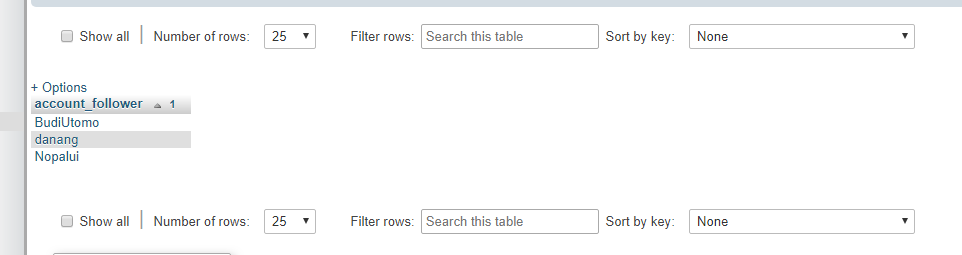 Show all | Number of rows: 25 Filter rows: Search this table Sort by key: None
+ Options
account_follower 1
BudiUtomo
danang
Nopalui
Show all | Number of rows: 25 Filter rows: Search this table Sort by key: None